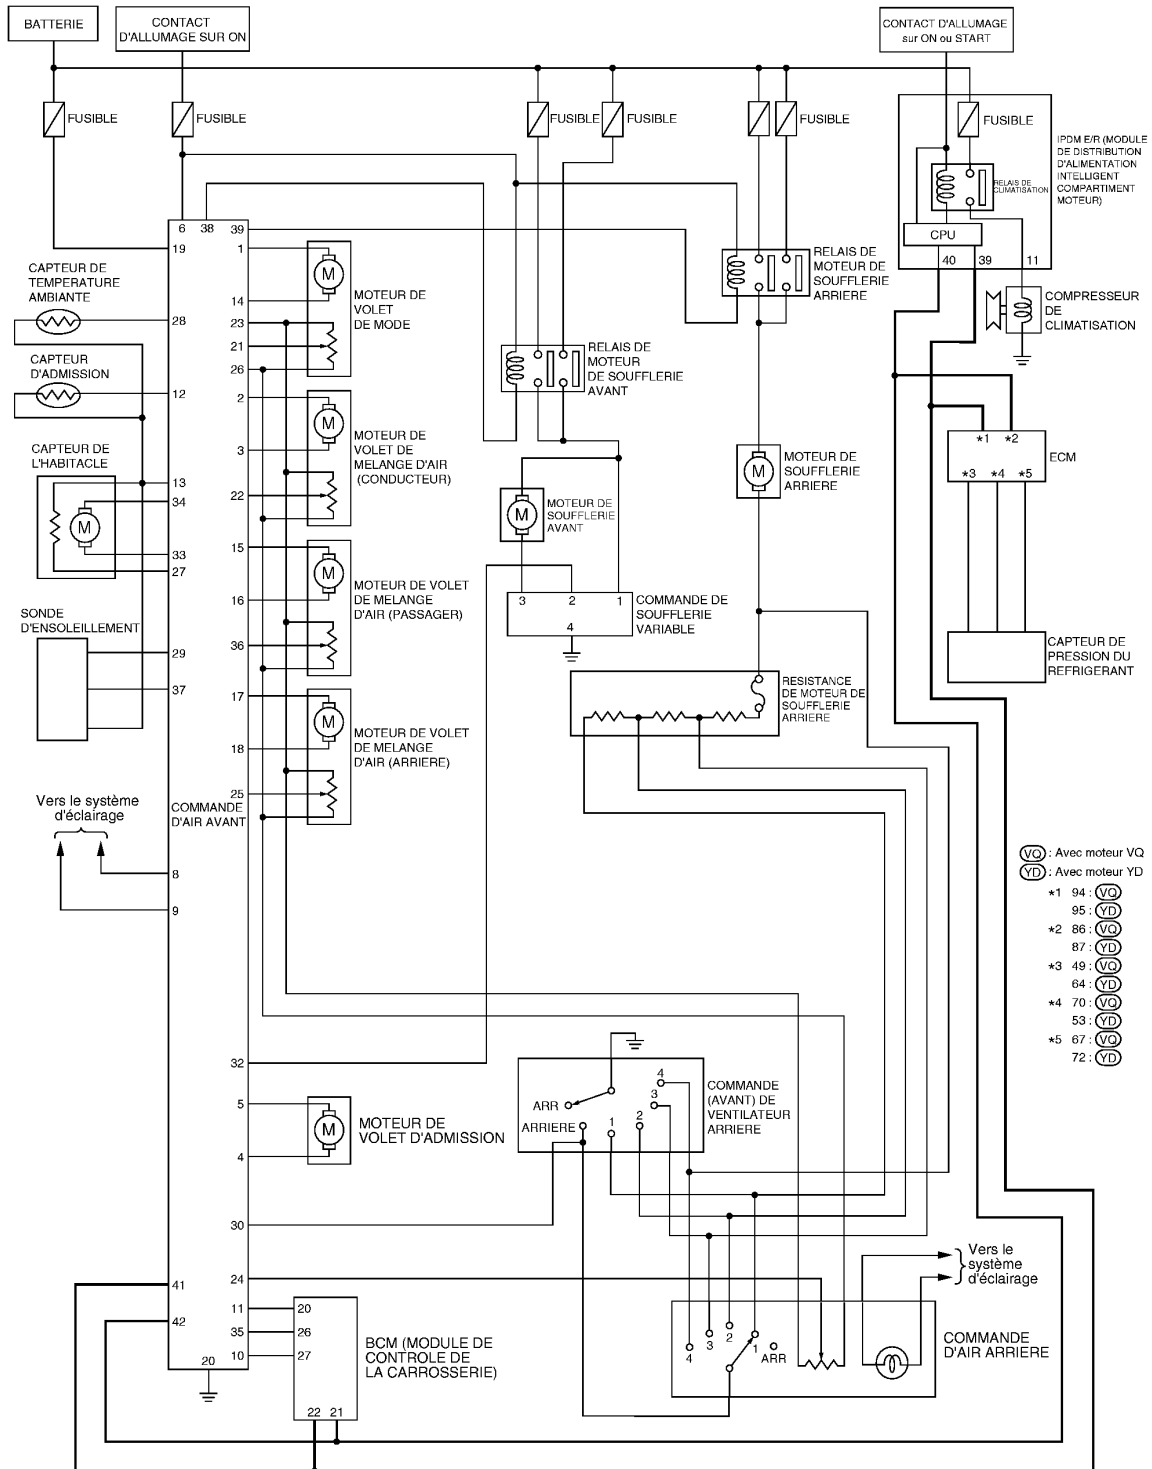 BATTERIE
CONTACT
D'ALLUMAGE SUR ON
CONTACT D'ALLUMAGE
sur ON ou START
FUSIBLE
FUSIBLE
FUSIBLE
FUSIBLE
FUSIBLE
FUSIBLE
IPDM E/R (MODULE
DE DISTRIBUTION
D'ALIMENTATION
INTELLIGENT
COMPARTIMENT
MOTEUR)
RELAIS DE
CLIMATISATION
CPU
40 39 11
6 38 39
19
1
14
23
21
26
2
3
22
15
16
36
17
18
25
28
12
13
34
33
27
29
37
8
9
CAPTEUR DE
TEMPERATURE
AMBIANTE
CAPTEUR
D'ADMISSION
CAPTEUR DE
L'HABITACLE
M
SONDE
D'ENSOLEILLEMENT
Vers le système
d'éclairage
COMMANDE
D'AIR AVANT
M
MOTEUR DE
VOLET
DE MODE
M
MOTEUR DE
VOLET DE
MELANGE D'AIR
(CONDUCTEUR)
M
MOTEUR DE VOLET
DE MELANGE
D'AIR (PASSAGER)
M
MOTEUR DE VOLET
DE MELANGE
D'AIR (ARRIERE)
RELAIS DE
MOTEUR
DE SOUFFLERIE
AVANT
RELAIS DE
MOTEUR DE
SOUFFLERIE
ARRIERE
COMPRESSEUR
DE
CLIMATISATION
M
MOTEUR DE
SOUFFLERIE
AVANT
M
MOTEUR DE
SOUFFLERIE
ARRIERE
*1 *2
ECM
*3 *4 *5
3 2 1
4
COMMANDE DE
SOUFFLERIE
VARIABLE
CAPTEUR DE
PRESSION DU
REFRIGERANT
RESISTANCE
DE MOTEUR DE
SOUFFLERIE
ARRIERE
VQ : Avec moteur VQ
YD : Avec moteur YD
*1 94 : VQ
95 : YD
*2 86 : VQ
87 : YD
*3 49 : VQ
64 : YD
*4 70 : VQ
53 : YD
*5 67 : VQ
72 : YD
32
5
4
30
24
11
35
10
41
42
20
M
MOTEUR DE
VOLET D'ADMISSION
ARR
ARRIERE
1 2 3 4
COMMANDE
(AVANT) DE
VENTILATEUR
ARRIERE
20
26
27
22 21
BCM (MODULE DE
CONTROLE DE
LA CARROSSERIE)
Vers le
système
d'éclairage
4 3 2 1 ARR
COMMANDE
D'AIR ARRIERE